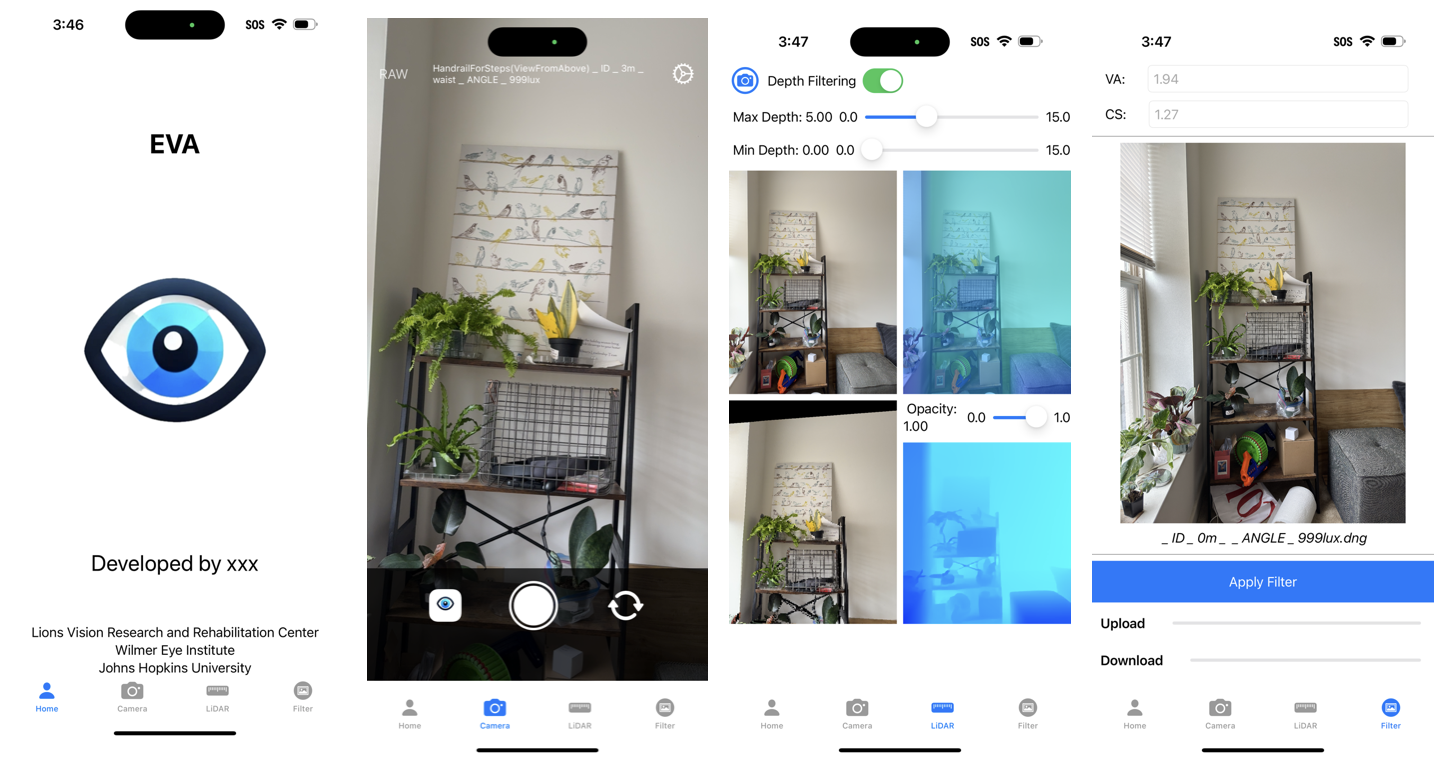 3:46
SOS
EVA
Developed by xxx
Lions Vision Research and Rehabilitation Center
Wilmer Eye Institute
Johns Hopkins University
Home
Camera
LiDAR
Filter
RAW
HandrailForSteps(ViewFromAbove) _ ID _ 3m _
waist _ ANGLE _ 999lux
Home
Camera
LiDAR
Filter
3:47
SOS
Depth Filtering
Max Depth: 5.00 0.0 15.0
Min Depth: 0.00 0.0 15.0
Opacity:
1.00
0.0 1.0
Home
Camera
LiDAR
Filter
3:47
SOS
VA: 1.94
CS: 1.27
_ ID _ 0m _ _ ANGLE _ 999lux.dng
Apply Filter
Upload
Download
Home
Camera
LiDAR
Filter